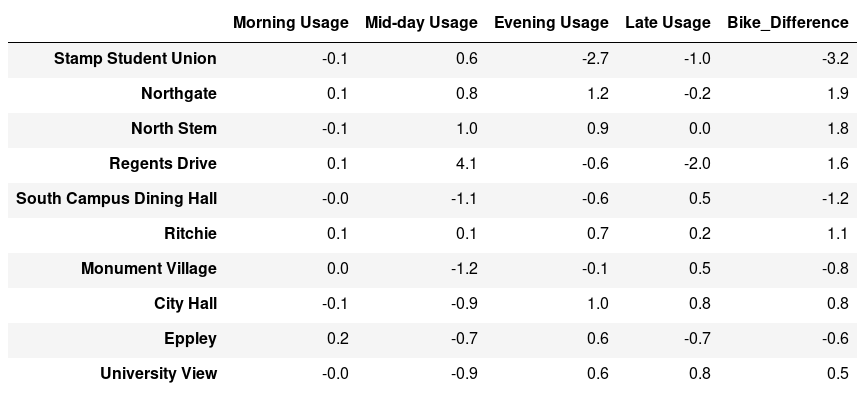 Morning Usage Mid-day Usage Evening Usage Late Usage Bike_Difference
Stamp Student Union -0.1 0.6 -2.7 -1.0 -3.2
Northgate 0.1 0.8 1.2 -0.2 1.9
North Stem -0.1 1.0 0.9 0.0 1.8
Regents Drive 0.1 4.1 -0.6 -2.0 1.6
South Campus Dining Hall -0.0 -1.1 -0.6 0.5 -1.2
Ritchie 0.1 0.1 0.7 0.2 1.1
Monument Village 0.0 -1.2 -0.1 0.5 -0.8
City Hall -0.1 -0.9 1.0 0.8 0.8
Eppley 0.2 -0.7 0.6 -0.7 -0.6
University View -0.0 -0.9 0.6 0.8 0.5